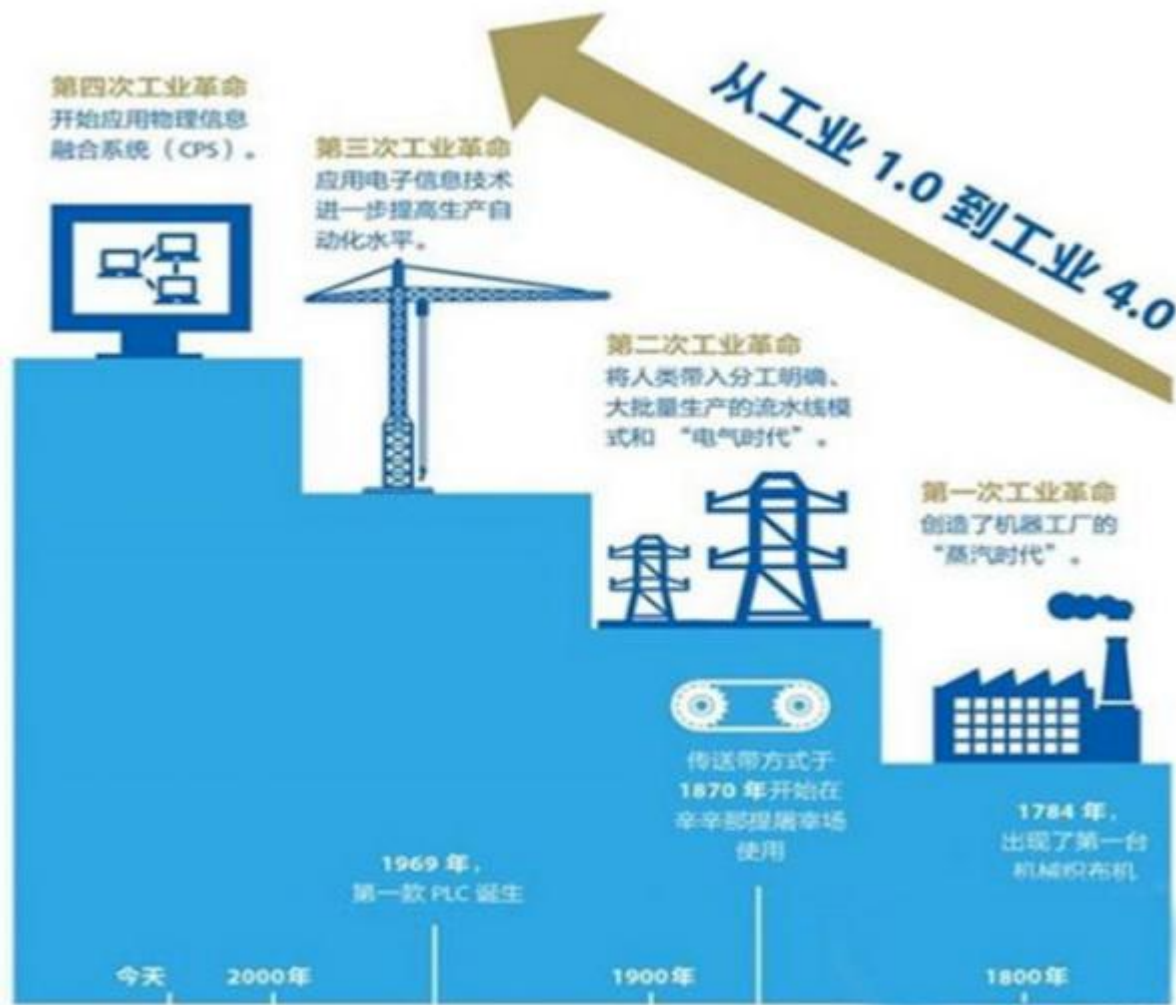 从工业 1.0 到工业 4.0
第四次工业革命
开始应用物理信息
融合系统（CPS）。
第三次工业革命
应用电子信息技术
进一步提高生产自
动化水平。
第二次工业革命
将人类带入分工明确、
大批量生产的流水线模
式和 “电气时代”。
第一次工业革命
创造了机器工厂的
“蒸汽时代”。
传送带方式于
1870 年开始在
辛辛那提屠宰场
使用
1784 年，
出现了第一台
机械织布机
1969 年，
第一款 PLC 诞生
今天
2000年
1900年
1800年